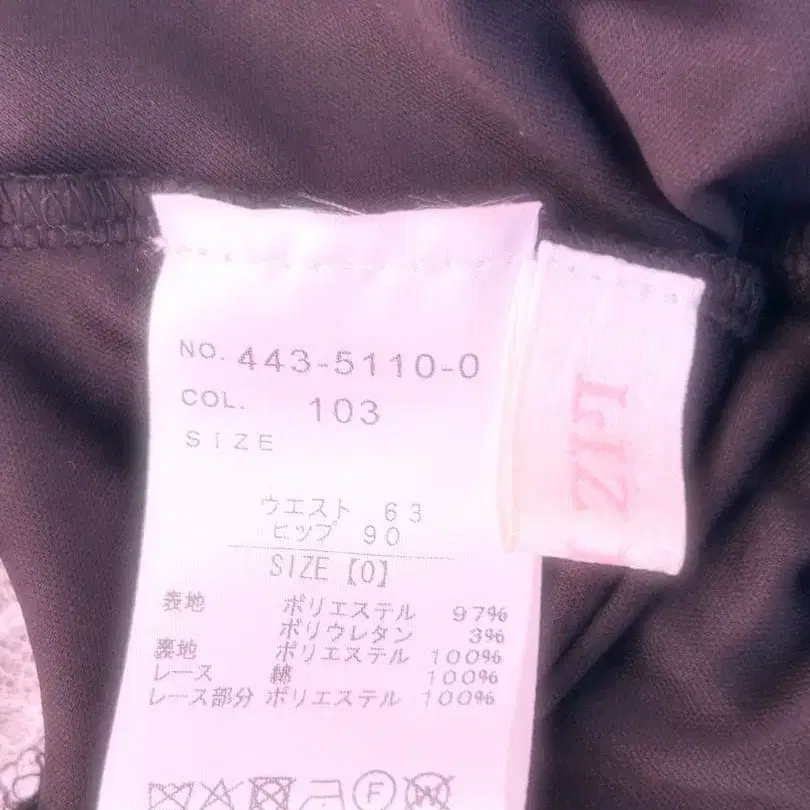 NO. 443-5110-0
COL. 103
SIZE
ウエスト 63
ヒップ 90
SIZE【0】
表地 ポリエステル 97%
ポリウレタン 3%
裏地 ポリエステル 100%
レース 綿 100%
レース部分 ポリエステル 100%
F
W
LIZ